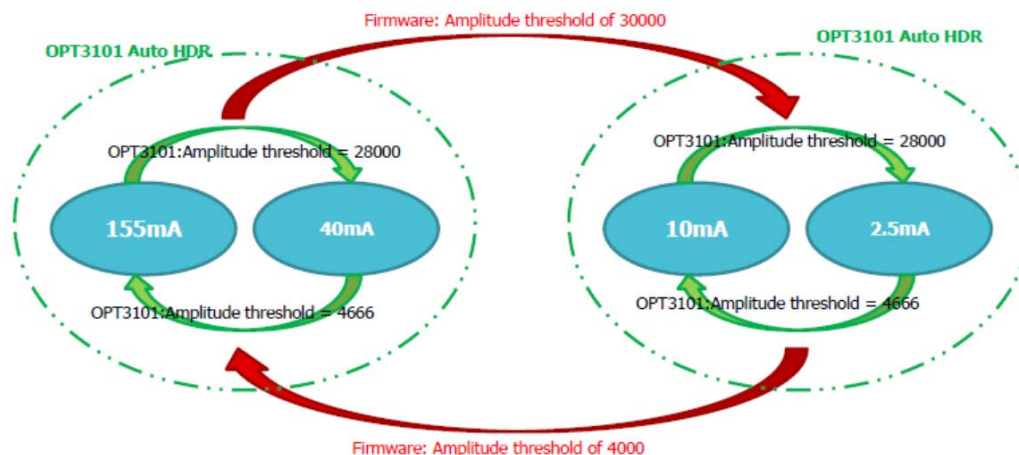 Firmware: Amplitude threshold of 30000
OPT3101 Auto HDR
OPT3101 Auto HDR
OPT3101:Amplitude threshold = 28000
OPT3101:Amplitude threshold = 28000
155mA
40mA
10mA
2.5mA
OPT3101:Amplitude threshold = 4666
OPT3101:Amplitude threshold = 4666
Firmware: Amplitude threshold of 4000